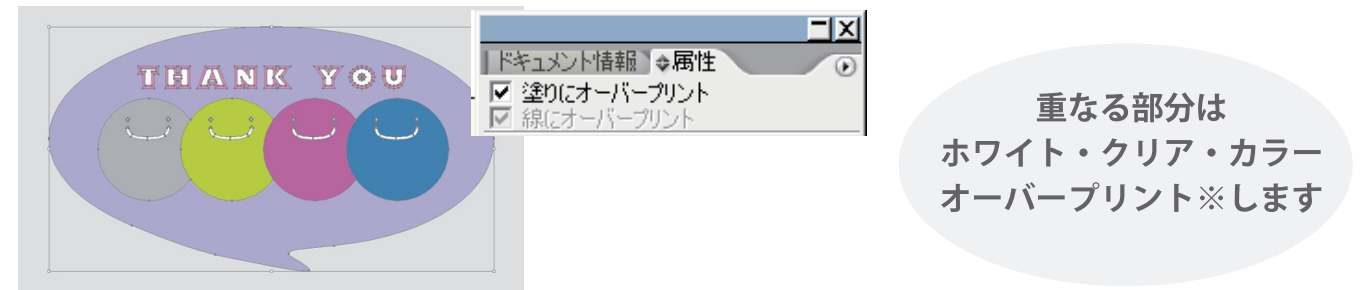 THANK YOU
ドキュメント情報 属性
塗りにオーバープリント
線にオーバープリント
重なる部分は
ホワイト・クリア・カラー
オーバープリント※します